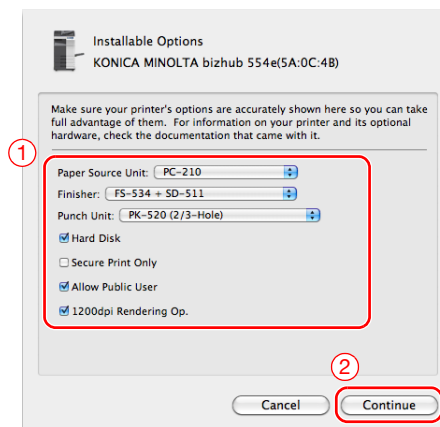 Installable Options
KONICA MINOLTA bizhub 554e(5A:0C:4B)
Make sure your printer's options are accurately shown here so you can take
full advantage of them. For information on your printer and its optional
hardware, check the documentation that came with it.
1
Paper Source Unit: PC-210
Finisher: FS-534 + SD-511
Punch Unit: PK-520 (2/3-Hole)
Hard Disk
Secure Print Only
Allow Public User
1200dpi Rendering Op.
2
Cancel Continue